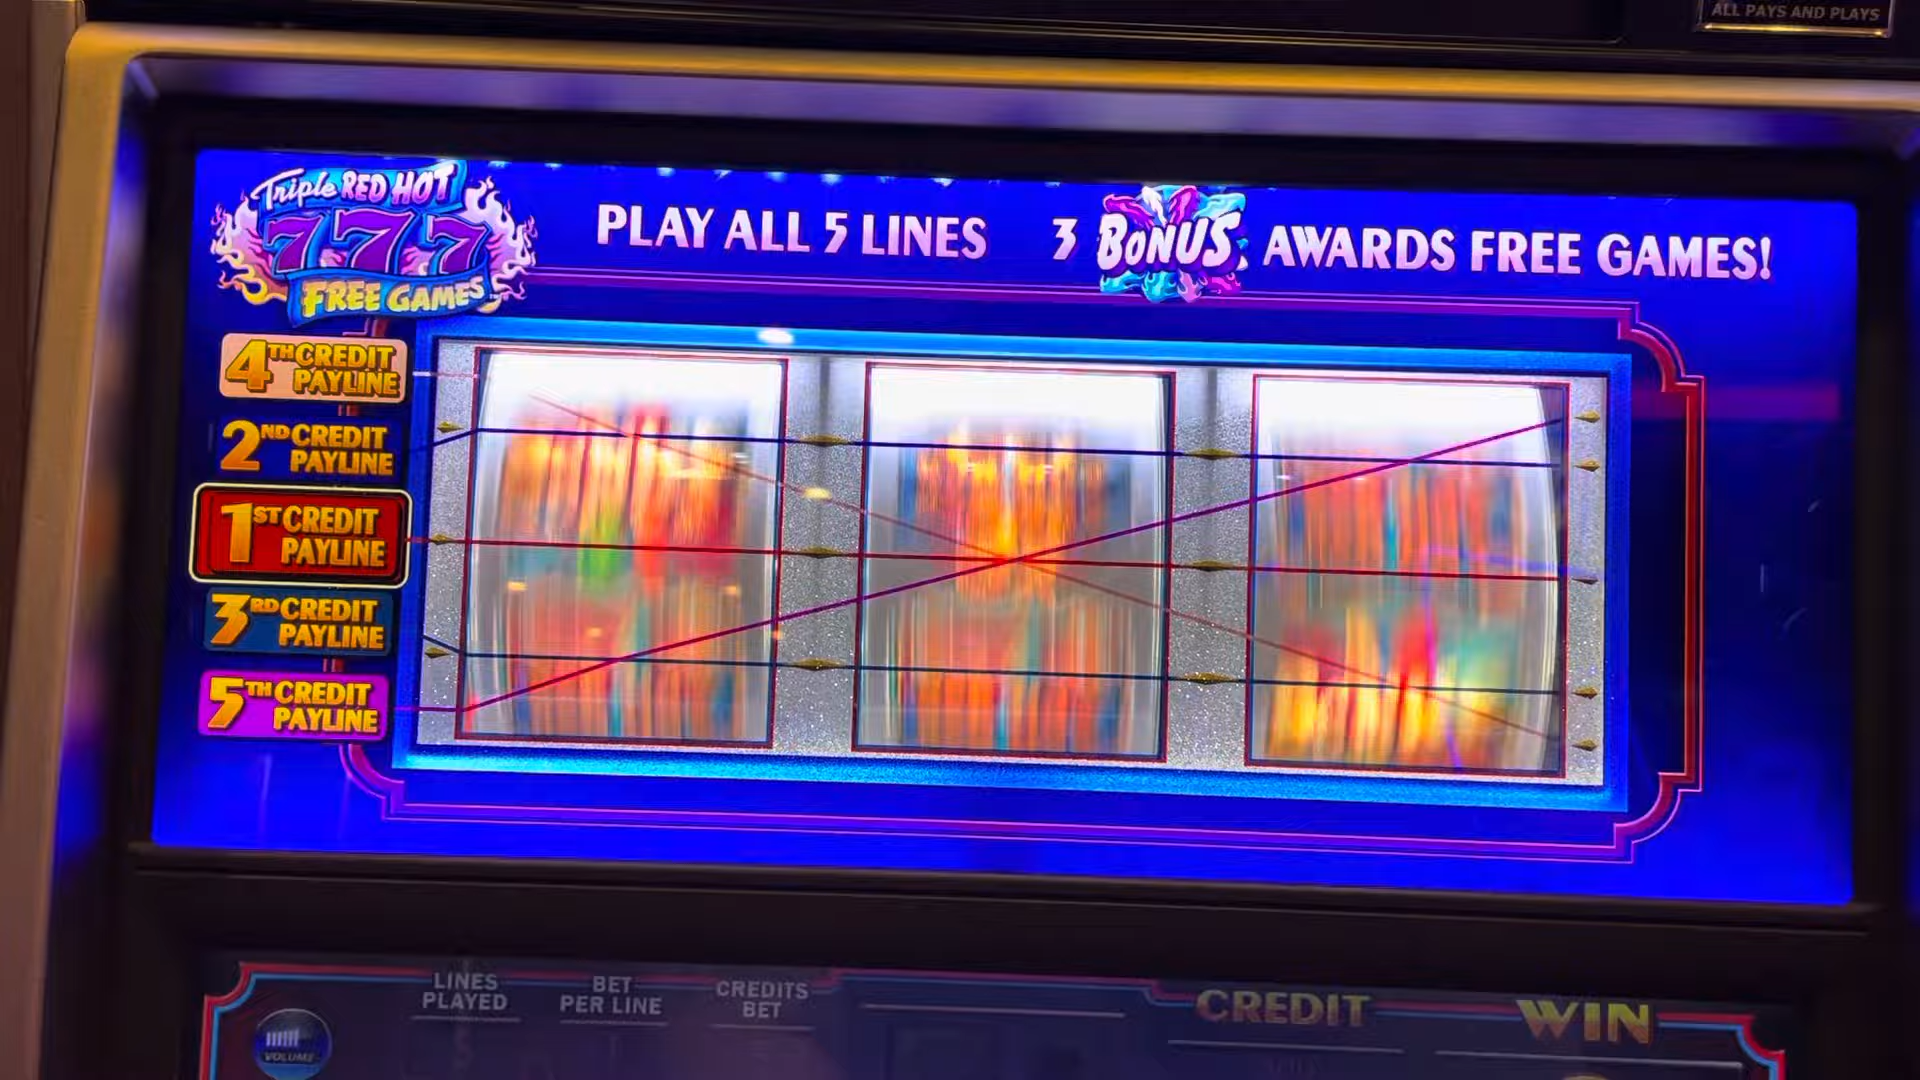 ALL PAYS AND PLAYS
Triple RED HOT
777
FREE GAMES
PLAY ALL 5 LINES
3 BONUS AWARDS FREE GAMES!
4TH CREDIT
PAYLINE
2ND CREDIT
PAYLINE
1ST CREDIT
PAYLINE
3RD CREDIT
PAYLINE
5TH CREDIT
PAYLINE
LINES
PLAYED
BET
PER LINE
CREDITS
BET
CREDIT
WIN
VOLUME